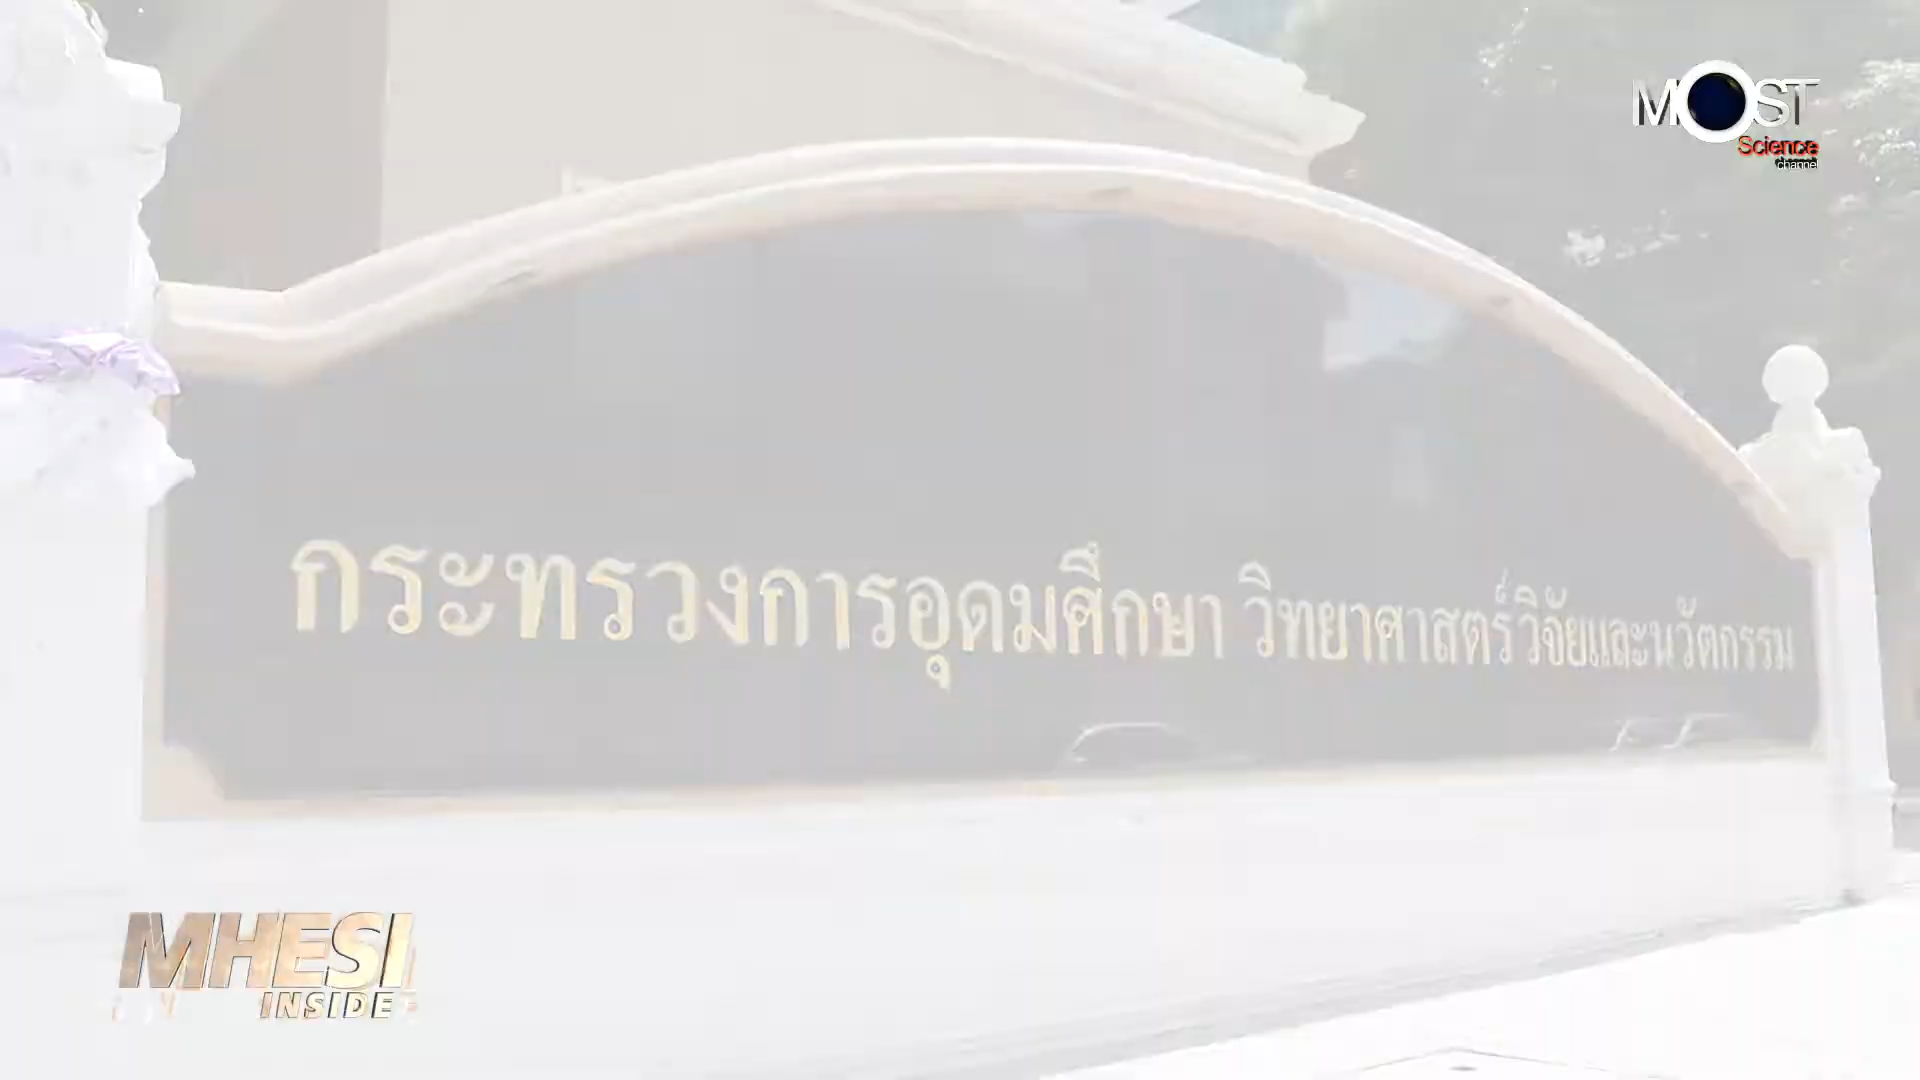 MOST
Science
channel
กระทรวงการอุดมศึกษา วิทยาศาสตร์วิจัยและนวัตกรรม
MHESI
INSIDE